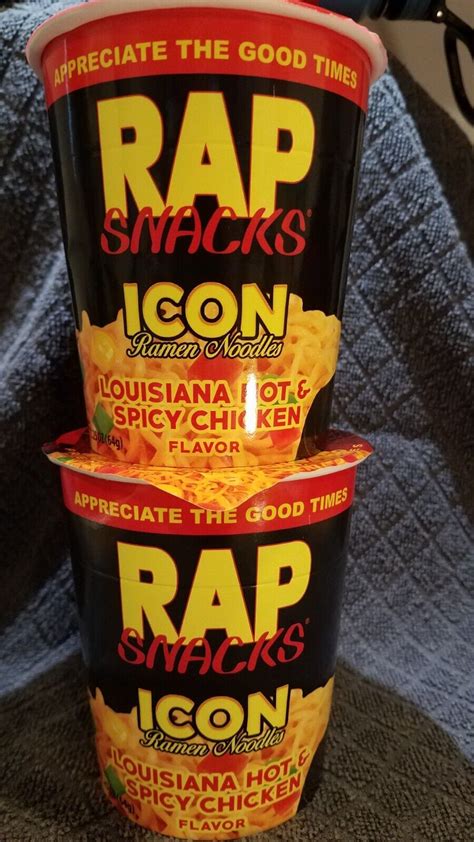 APPRECIATE THE GOOD TIMES
RAP
SNACKS®
ICON
Ramen Noodles
LOUISIANA HOT &
SPICY CHICKEN
(64g)
FLAVOR
APPRECIATE THE GOOD TIMES
RAP
SNACKS®
ICON
Ramen Noodles
LOUISIANA HOT &
SPICY CHICKEN
FLAVOR